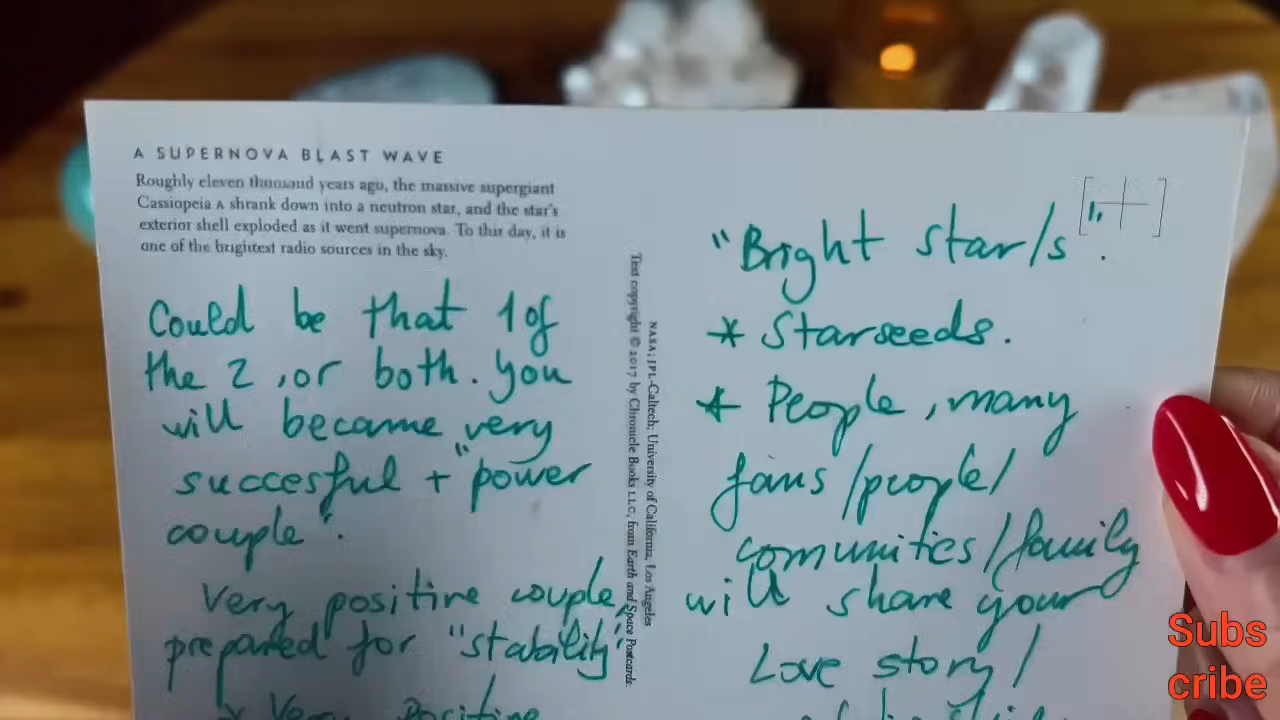 A SUPERNOVA BLAST WAVE
Roughly eleven thousand years ago, the massive supergiant
Cassiopeia A shrank down into a neutron star, and the star's
exterior shell exploded as it went supernova. To this day, it is
one of the brightest radio sources in the sky.
Could be that 1 of
the 2, or both. you
will became very
succesful + "power
couple".
Very positive couple,
prepared for "stability"
* Very Positive
Text copyright © 2017 by Chronicle Books LLC, from Earth and Space Postcards.
NASA; JPL-Caltech; University of California, Los Angeles
"Bright star/s".
* Starseeds.
* People, many
fans/people/
comunities/family
will share your
Love story/
Subs
cribe